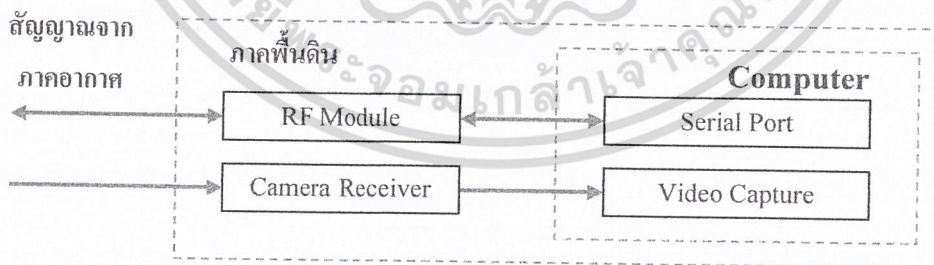 สัญญาณจาก
ภาคอากาศ
ภาคพื้นดิน
Computer
RF Module
Serial Port
Camera Receiver
Video Capture